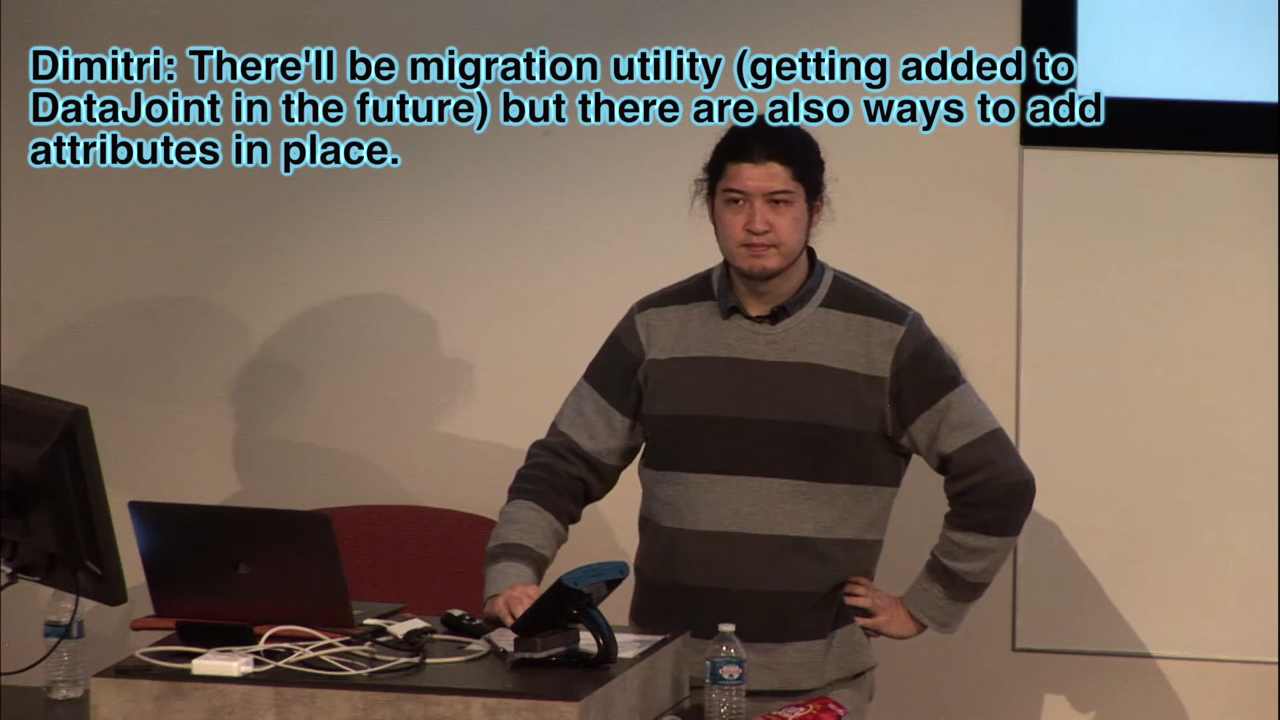 Dimitri: There'll be migration utility (getting added to
DataJoint in the future) but there are also ways to add
attributes in place.